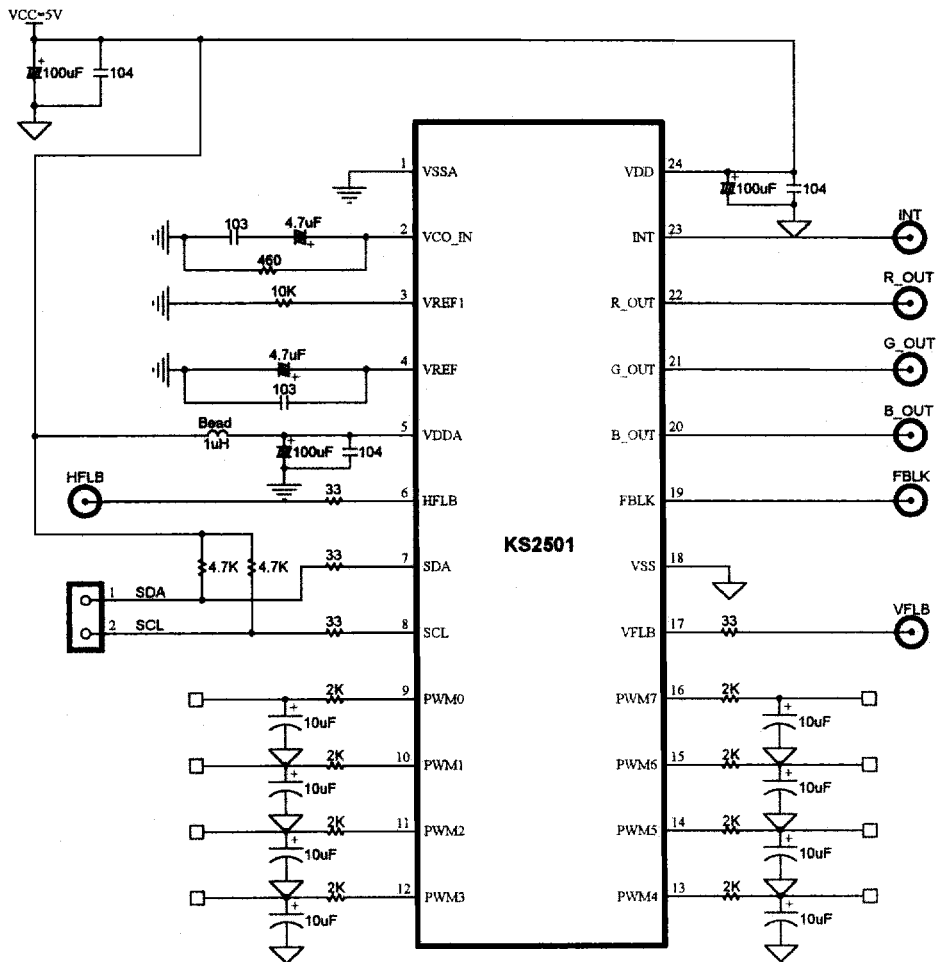 VCC=5V
100uF
104
1
VSSA
VDD
24
100uF
104
103
4.7uF
2
VCO_IN
460
INT
23
INT
10K
3
VREF1
R_OUT
22
R_OUT
4.7uF
4
VREF
103
G_OUT
21
G_OUT
Bead
1uH
5
VDDA
100uF
104
B_OUT
20
B_OUT
HFLB
33
6
HFLB
FBLK
19
FBLK
KS2501
4.7K
4.7K
33
7
SDA
VSS
18
1
SDA
2
SCL
33
8
SCL
VFLB
17
33
VFLB
2K
9
PWM0
10uF
PWM7
16
2K
10uF
2K
10
PWM1
10uF
PWM6
15
2K
10uF
2K
11
PWM2
10uF
PWM5
14
2K
10uF
2K
12
PWM3
10uF
PWM4
13
2K
10uF